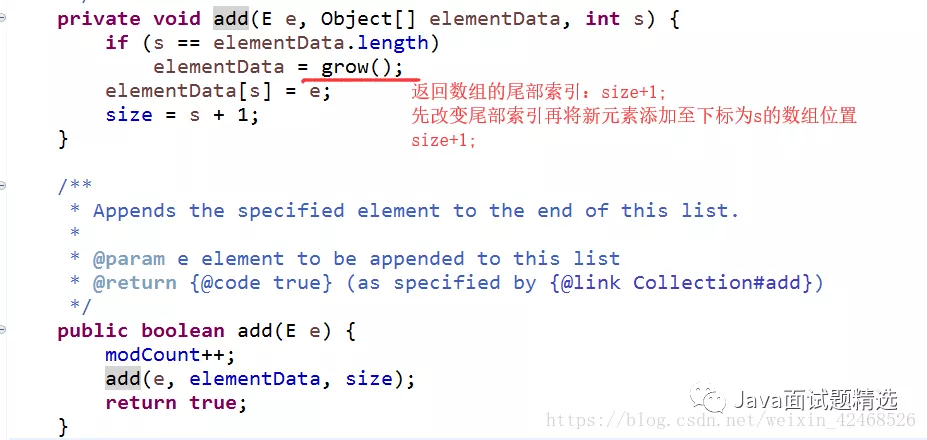 private void add(E e, Object[] elementData, int s) {
if (s == elementData.length)
elementData = grow();
elementData[s] = e;
size = s + 1;
}
返回数组的尾部索引：size+1;
先改变尾部索引再将新元素添加至下标为s的数组位置
size+1;
/**
* Appends the specified element to the end of this list.
*
* @param e element to be appended to this list
* @return {@code true} (as specified by {@link Collection#add})
*/
public boolean add(E e) {
modCount++;
add(e, elementData, size);
return true;
}
Java面试题精选
https://blog.csdn.net/weixin_42468526